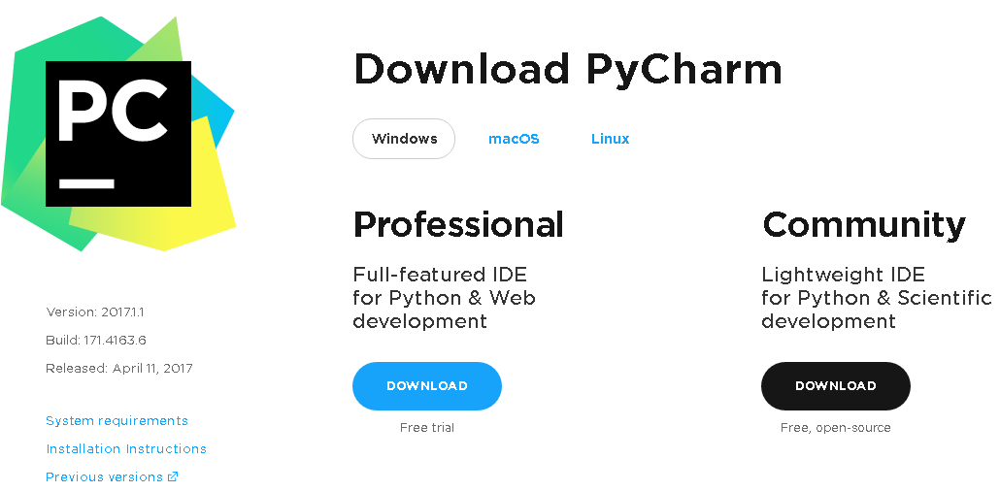 PC
Download PyCharm
Windows macOS Linux
Professional
Full-featured IDE
for Python & Web
development
DOWNLOAD
Free trial
Community
Lightweight IDE
for Python & Scientific
development
DOWNLOAD
Free, open-source
Version: 2017.1.1
Build: 171.4163.6
Released: April 11, 2017
System requirements
Installation Instructions
Previous versions